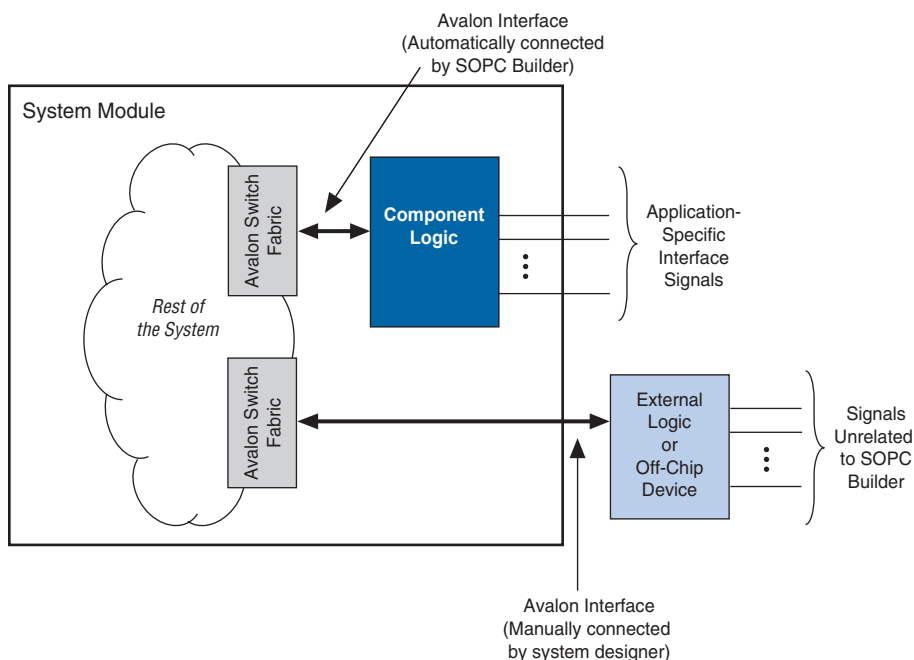 Avalon Interface
(Automatically connected
by SOPC Builder)
System Module
Avalon Switch
Fabric
Component
Logic
Application-
Specific
Interface
Signals
Rest of
the System
Avalon Switch
Fabric
External
Logic
or
Off-Chip
Device
Signals
Unrelated
to SOPC
Builder
Avalon Interface
(Manually connected
by system designer)